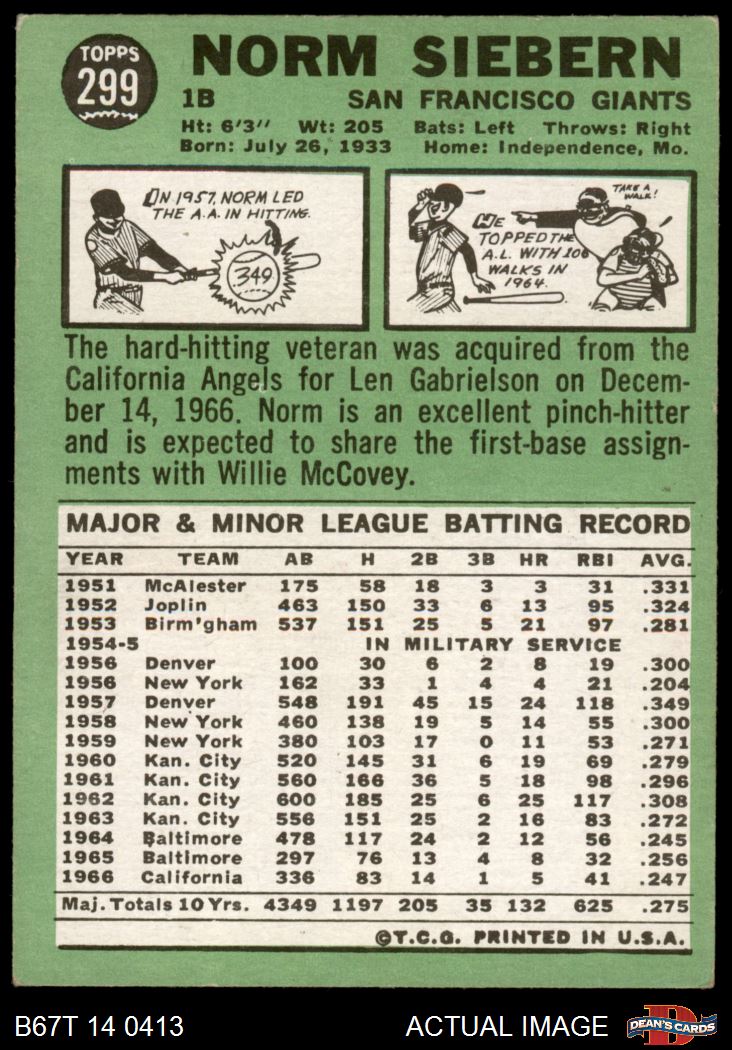 TOPPS
299
NORM SIEBERN
1B SAN FRANCISCO GIANTS
Ht: 6'3" Wt: 205 Bats: Left Throws: Right
Born: July 26, 1933 Home: Independence, Mo.
IN 1957, NORM LED
THE A.A. IN HITTING.
349
HE
TOPPED THE
A.L. WITH 106
WALKS IN
1964.
TAKE A
WALK!
The hard-hitting veteran was acquired from the
California Angels for Len Gabrielson on Decem-
ber 14, 1966. Norm is an excellent pinch-hitter
and is expected to share the first-base assign-
ments with Willie McCovey.
MAJOR & MINOR LEAGUE BATTING RECORD
YEAR TEAM AB H 2B 3B HR RBI AVG.
1951 McAlester 175 58 18 3 3 31 .331
1952 Joplin 463 150 33 6 13 95 .324
1953 Birm'gham 537 151 25 5 21 97 .281
1954-5 IN MILITARY SERVICE
1956 Denver 100 30 6 2 8 19 .300
1956 New York 162 33 1 4 4 21 .204
1957 Denver 548 191 45 15 24 118 .349
1958 New York 460 138 19 5 14 55 .300
1959 New York 380 103 17 0 11 53 .271
1960 Kan. City 520 145 31 6 19 69 .279
1961 Kan. City 560 166 36 5 18 98 .296
1962 Kan. City 600 185 25 6 25 117 .308
1963 Kan. City 556 151 25 2 16 83 .272
1964 Baltimore 478 117 24 2 12 56 .245
1965 Baltimore 297 76 13 4 8 32 .256
1966 California 336 83 14 1 5 41 .247
Maj. Totals 10 Yrs. 4349 1197 205 35 132 625 .275
©T.C.G. PRINTED IN U.S.A.
B67T 14 0413 ACTUAL IMAGE
D
DEAN'S CARDS